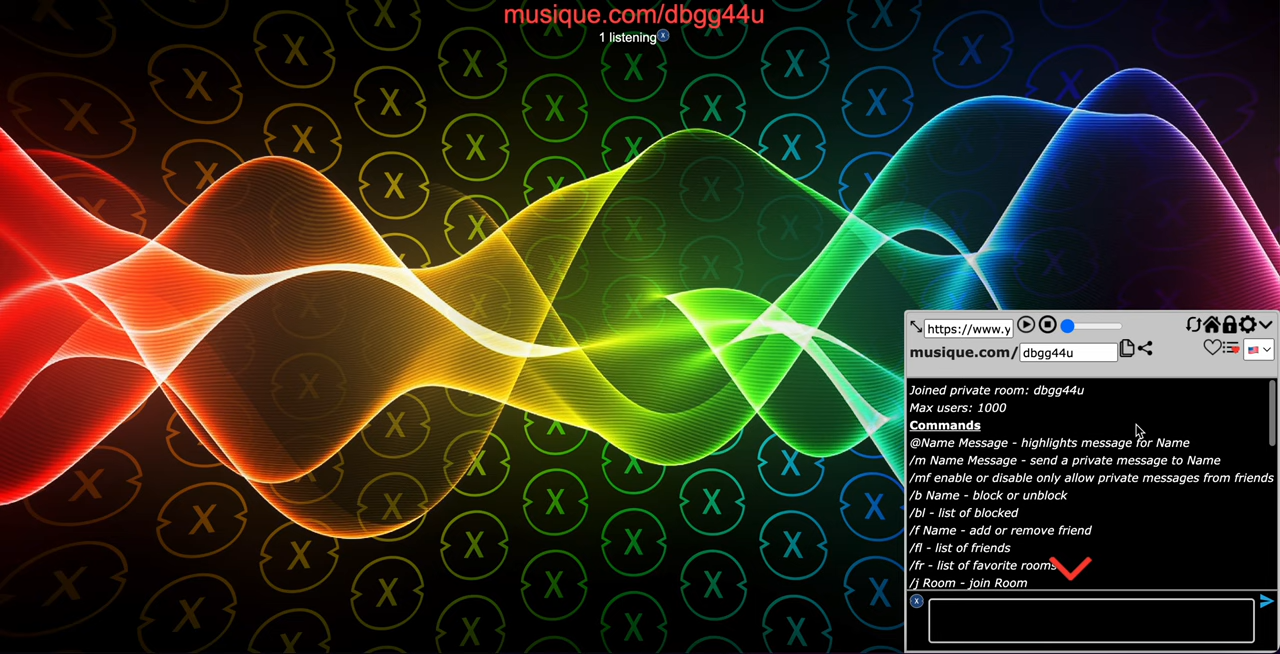 musique.com/dbgg44u
1 listening
https://www.y
musique.com/ dbgg44u
Joined private room: dbgg44u
Max users: 1000
Commands
@Name Message - highlights message for Name
/m Name Message - send a private message to Name
/mf enable or disable only allow private messages from friends
/b Name - block or unblock
/bl - list of blocked
/f Name - add or remove friend
/fl - list of friends
/fr - list of favorite rooms
/j Room - join Room